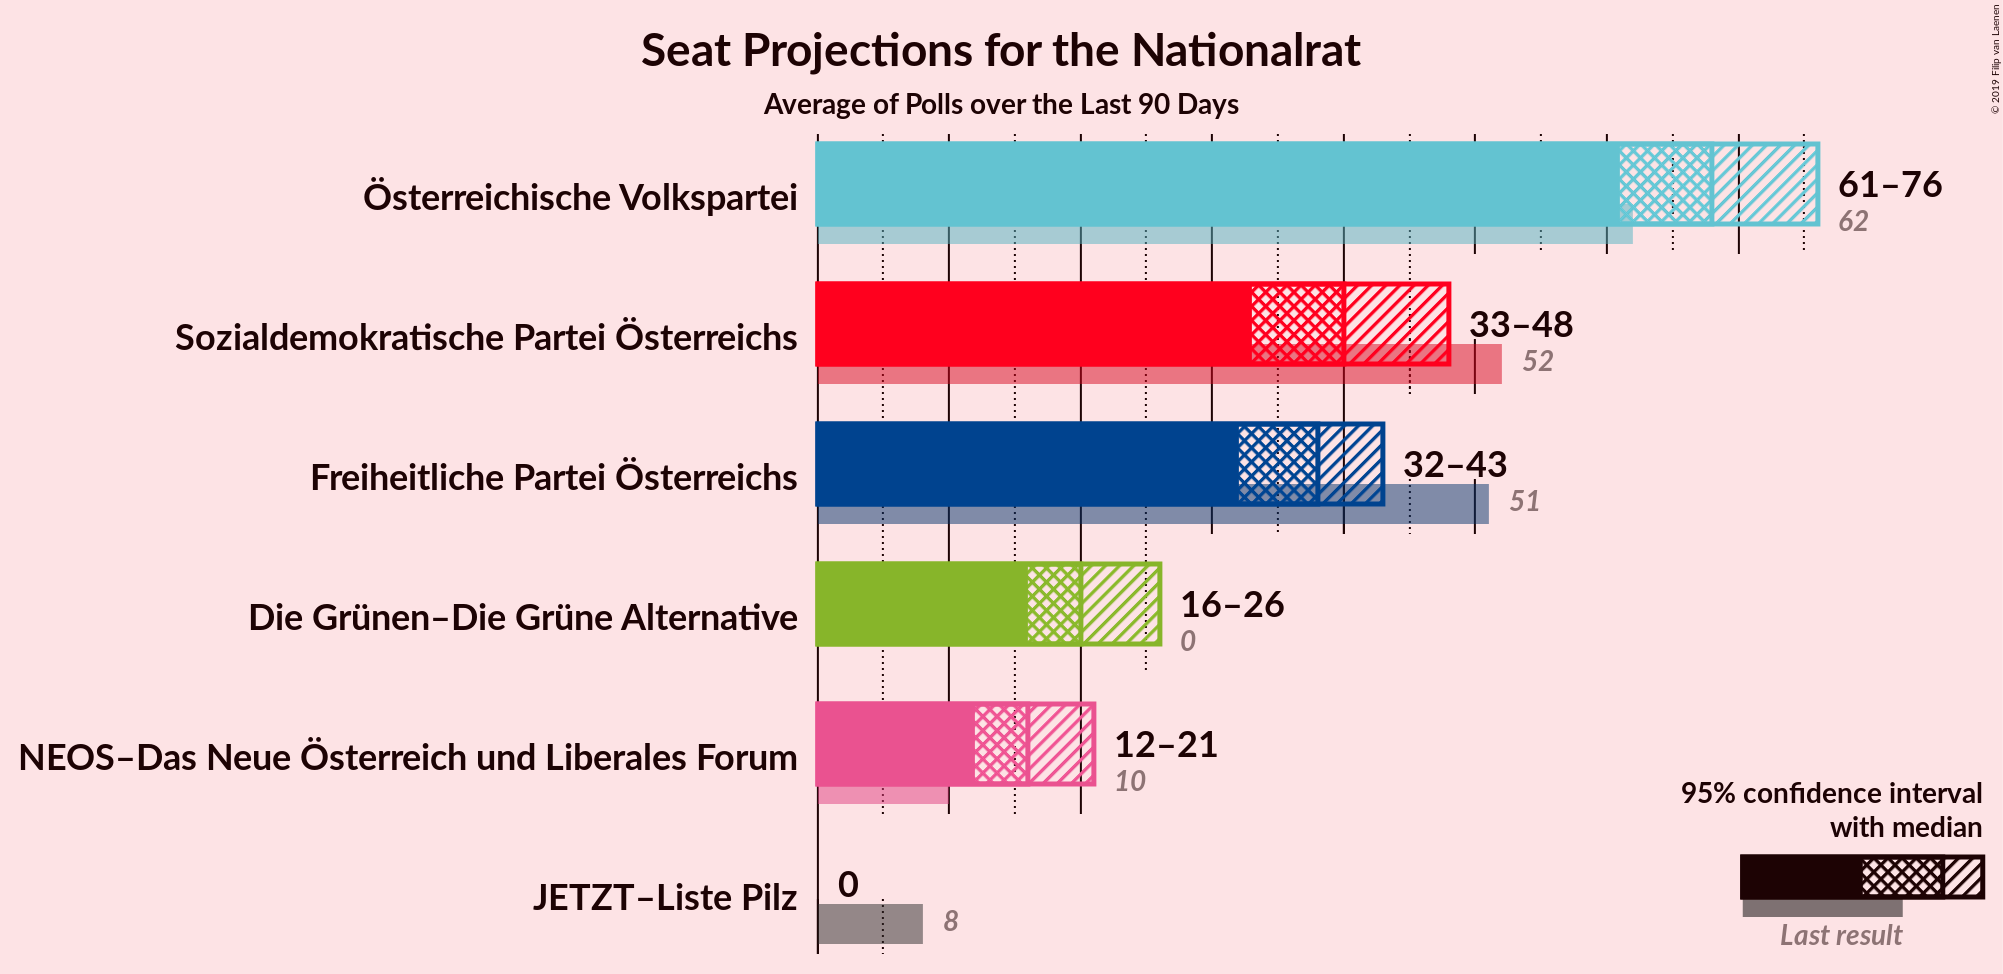 Seat Projections for the Nationalrat
Average of Polls over the Last 90 Days
© 2019 Filip van Laenen
Österreichische Volkspartei
61–76
62
Sozialdemokratische Partei Österreichs
33–48
52
Freiheitliche Partei Österreichs
32–43
51
Die Grünen–Die Grüne Alternative
16–26
0
NEOS–Das Neue Österreich und Liberales Forum
12–21
10
JETZT–Liste Pilz
0
8
95% confidence interval
with median
Last result